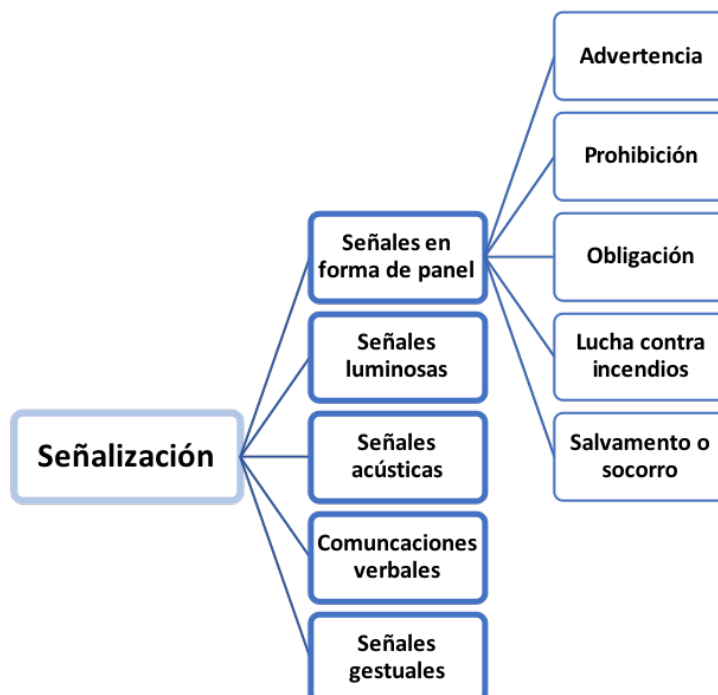 Señalización
Señales en
forma de panel
Advertencia
Prohibición
Obligación
Lucha contra
incendios
Salvamento o
socorro
Señales
luminosas
Señales
acústicas
Comuncaciones
verbales
Señales
gestuales